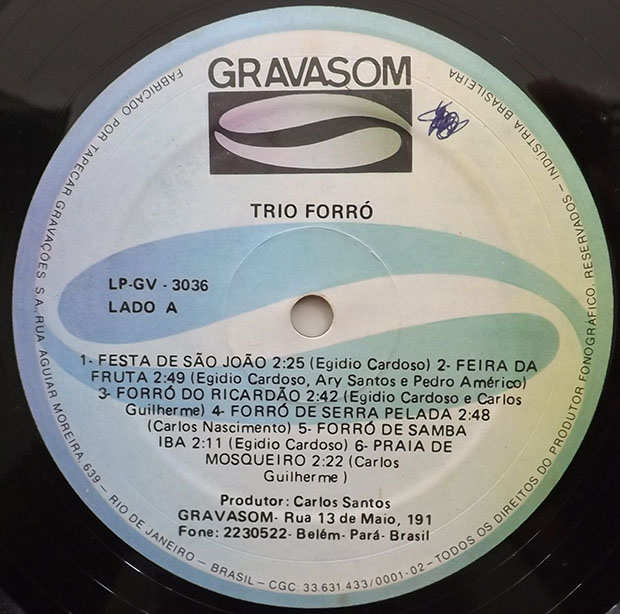 GRAVASOM
TRIO FORRÓ
LP-GV - 3036
LADO A
1- FESTA DE SÃO JOÃO 2:25 (Egidio Cardoso) 2- FEIRA DA
FRUTA 2:49 (Egidio Cardoso, Ary Santos e Pedro Américo)
3- FORRÓ DO RICARDÃO 2:42 (Egidio Cardoso e Carlos
Guilherme) 4- FORRÓ DE SERRA PELADA 2:48
(Carlos Nascimento) 5- FORRÓ DE SAMBA
IBA 2:11 (Egidio Cardoso) 6- PRAIA DE
MOSQUEIRO 2:22 (Carlos
Guilherme )
Produtor: Carlos Santos
GRAVASOM- Rua 13 de Maio, 191
Fone: 2230522- Belém- Pará- Brasil
FABRICADO POR TAPECAR GRAVAÇÕES S.A., RUA AGUIAR MOREIRA, 639 - RIO DE JANEIRO - BRASIL - CGC: 33.631.433/0001-02 - TODOS OS DIREITOS DO PRODUTOR FONOGRÁFICO, RESERVADOS - INDÚSTRIA BRASILEIRA